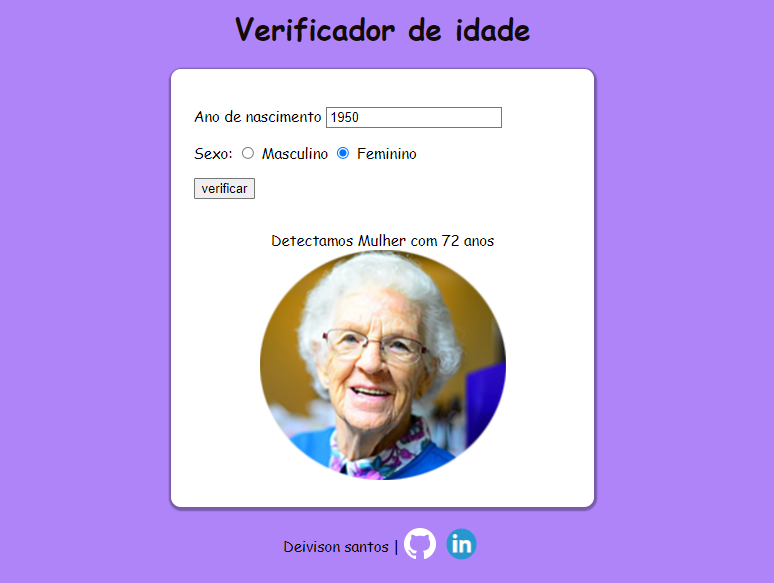 Verificador de idade
Ano de nascimento 1950
Sexo: Masculino Feminino
verificar
Detectamos Mulher com 72 anos
Deivison santos | in